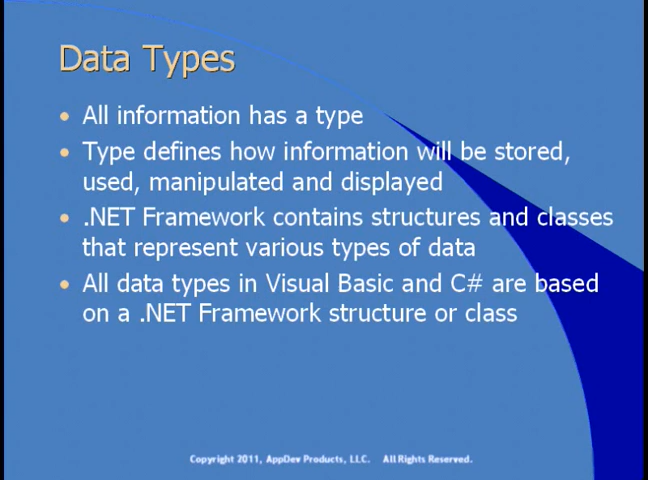 Data Types
• All information has a type
• Type defines how information will be stored,
used, manipulated and displayed
• .NET Framework contains structures and classes
that represent various types of data
• All data types in Visual Basic and C# are based
on a .NET Framework structure or class
Copyright 2011, AppDev Products, LLC. All Rights Reserved.